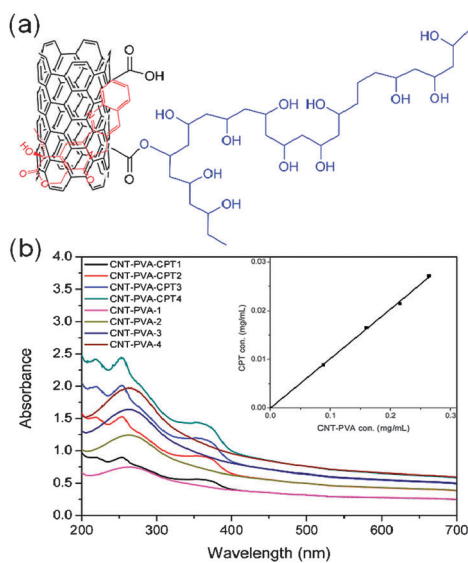 (a)
O
OH
OH
OH
OH
OH
OH
OH
HO
O
O
O
O
O
OH
OH
OH
OH
OH
OH
(b)
CNT-PVA-CPT1
CNT-PVA-CPT2
CNT-PVA-CPT3
CNT-PVA-CPT4
CNT-PVA-1
CNT-PVA-2
CNT-PVA-3
CNT-PVA-4
4.0
3.5
3.0
2.5
2.0
1.5
1.0
0.5
0.0
Absorbance
200 300 400 500 600 700
Wavelength (nm)
0.03
0.02
0.01
0.00
CPT con. (mg/mL)
0.0 0.1 0.2 0.3
CNT-PVA con. (mg/mL)